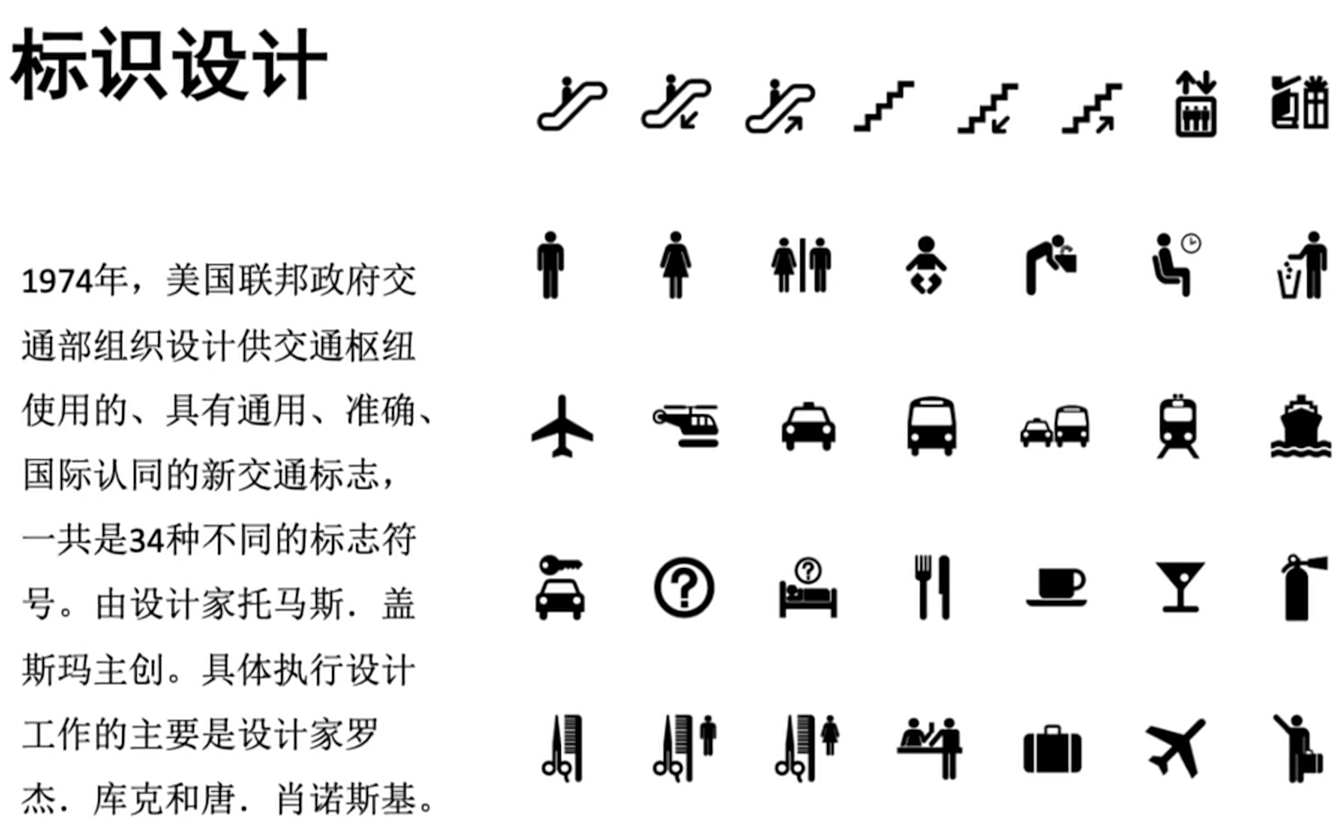 标识设计
1974年，美国联邦政府交
通部组织设计供交通枢纽
使用的、具有通用、准确、
国际认同的新交通标志，
一共是34种不同的标志符
号。由设计家托马斯．盖
斯玛主创。具体执行设计
工作的主要是设计家罗
杰．库克和唐．肖诺斯基。
?
?